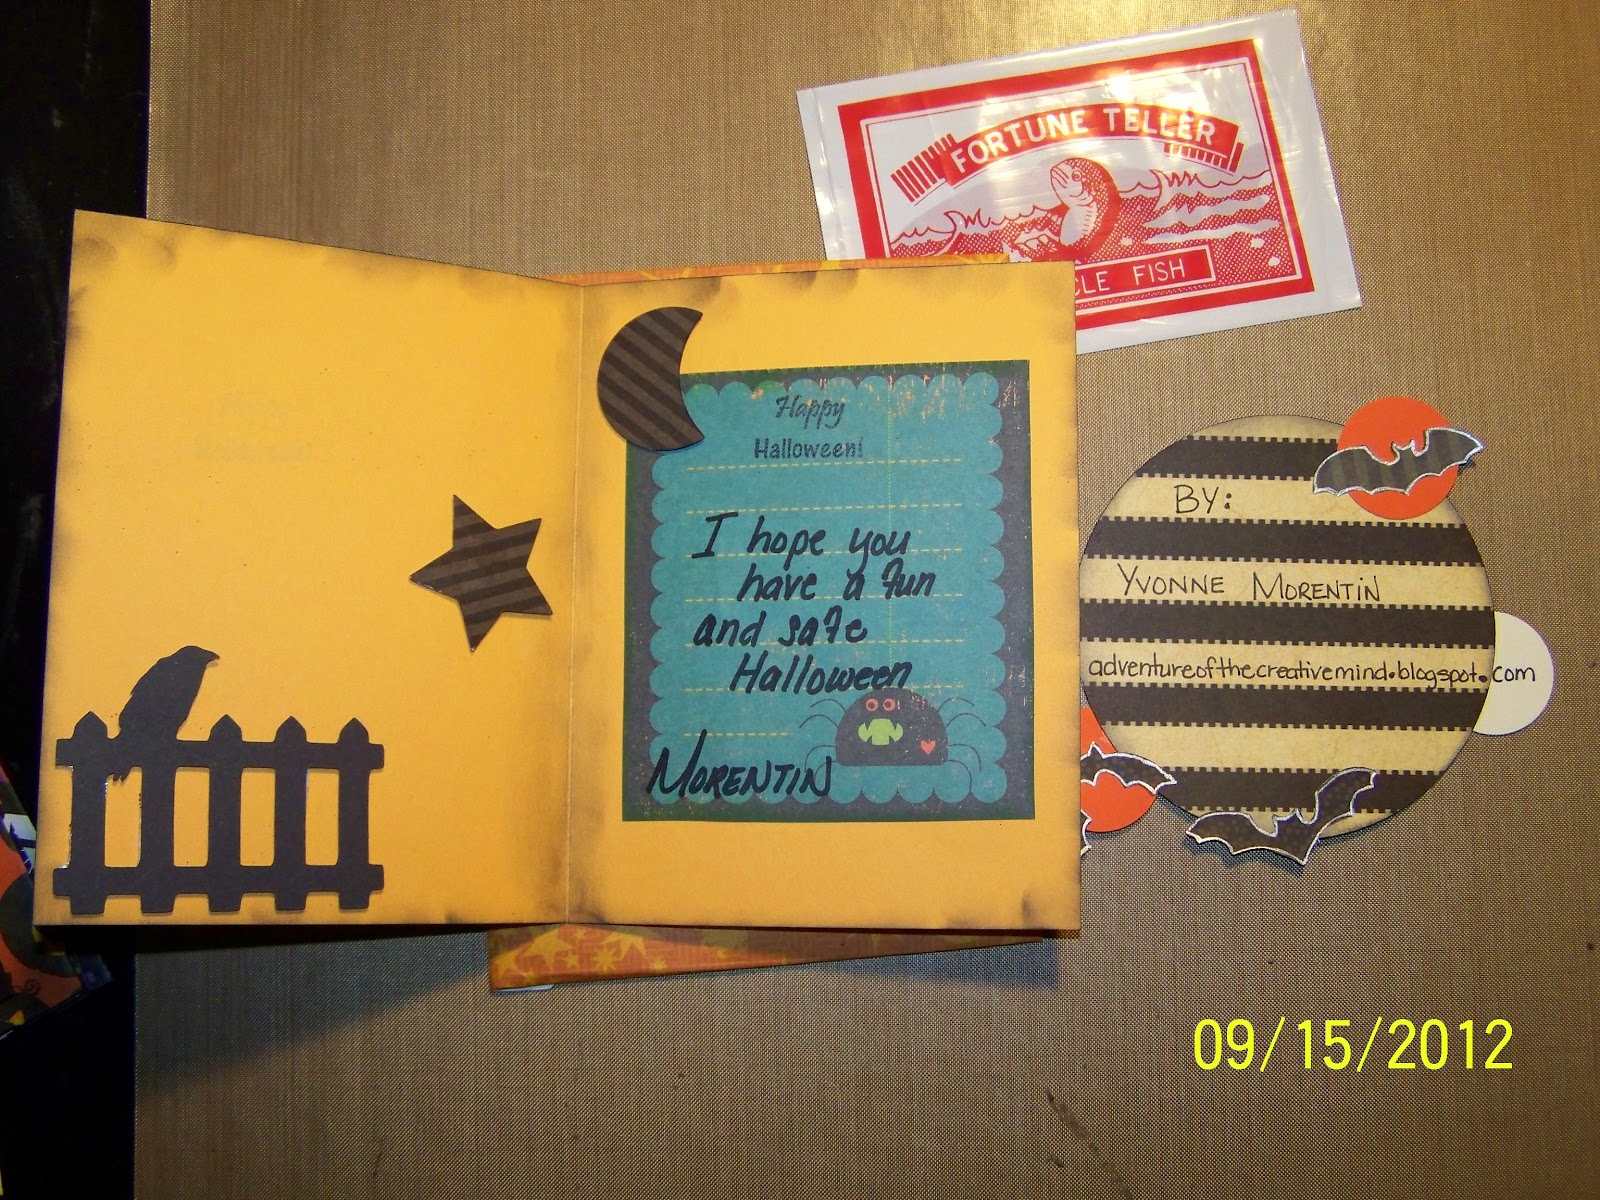 FORTUNE TELLER
CLE FISH
Happy
Halloween!
I hope you
have a fun
and safe
Halloween
MORENTIN
BY:
YVONNE MORENTIN
adventureofthecreativemind.blogspot.com
09/15/2012